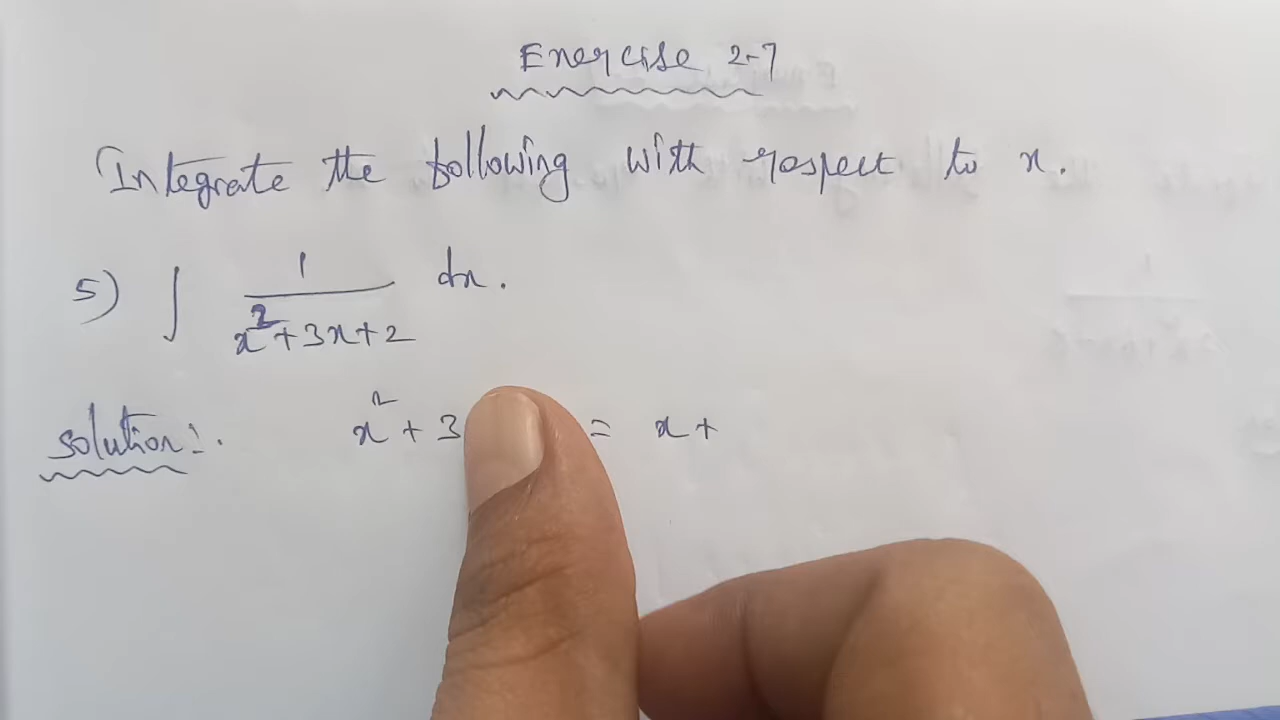 Exercise 2-7
Integrate the following with respect to x.
5) ∫ 1/(x²+3x+2) dx.
solution:. x²+3 = x+